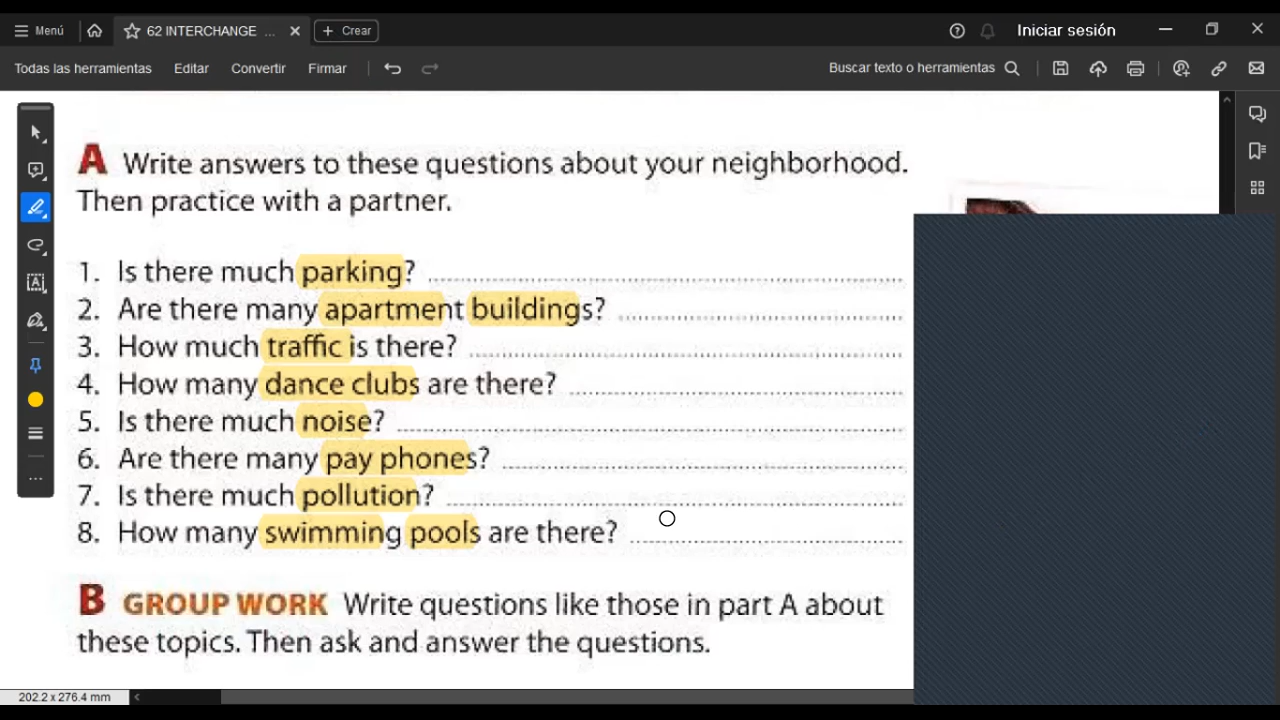 Menú
62 INTERCHANGE ...
Crear
Iniciar sesión
Todas las herramientas Editar Convertir Firmar
Buscar texto o herramientas
A Write answers to these questions about your neighborhood.
Then practice with a partner.
1. Is there much parking? ........
2. Are there many apartment buildings? ........
3. How much traffic is there? ........
4. How many dance clubs are there? ........
5. Is there much noise? ........
6. Are there many pay phones? ........
7. Is there much pollution? ........
8. How many swimming pools are there? ........
B GROUP WORK Write questions like those in part A about
these topics. Then ask and answer the questions.
202.2 x 276.4 mm